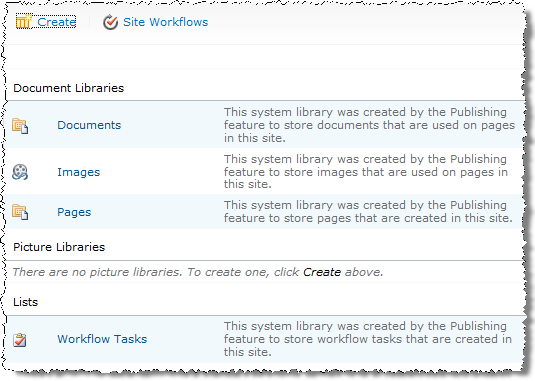 Create Site Workflows
Document Libraries
Documents
This system library was created by the Publishing
feature to store documents that are used on pages
in this site.
Images
This system library was created by the Publishing
feature to store images that are used on pages in
this site.
Pages
This system library was created by the Publishing
feature to store pages that are created in this site.
Picture Libraries
There are no picture libraries. To create one, click Create above.
Lists
Workflow Tasks
This system library was created by the Publishing
feature to store workflow tasks that are created in
this site.